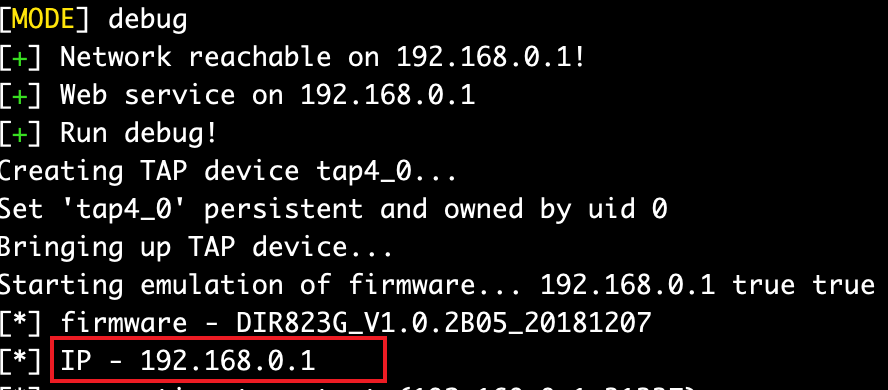 [MODE] debug
[+] Network reachable on 192.168.0.1!
[+] Web service on 192.168.0.1
[+] Run debug!
Creating TAP device tap4_0...
Set 'tap4_0' persistent and owned by uid 0
Bringing up TAP device...
Starting emulation of firmware... 192.168.0.1 true true
[*] firmware - DIR823G_V1.0.2B05_20181207
[*] IP - 192.168.0.1